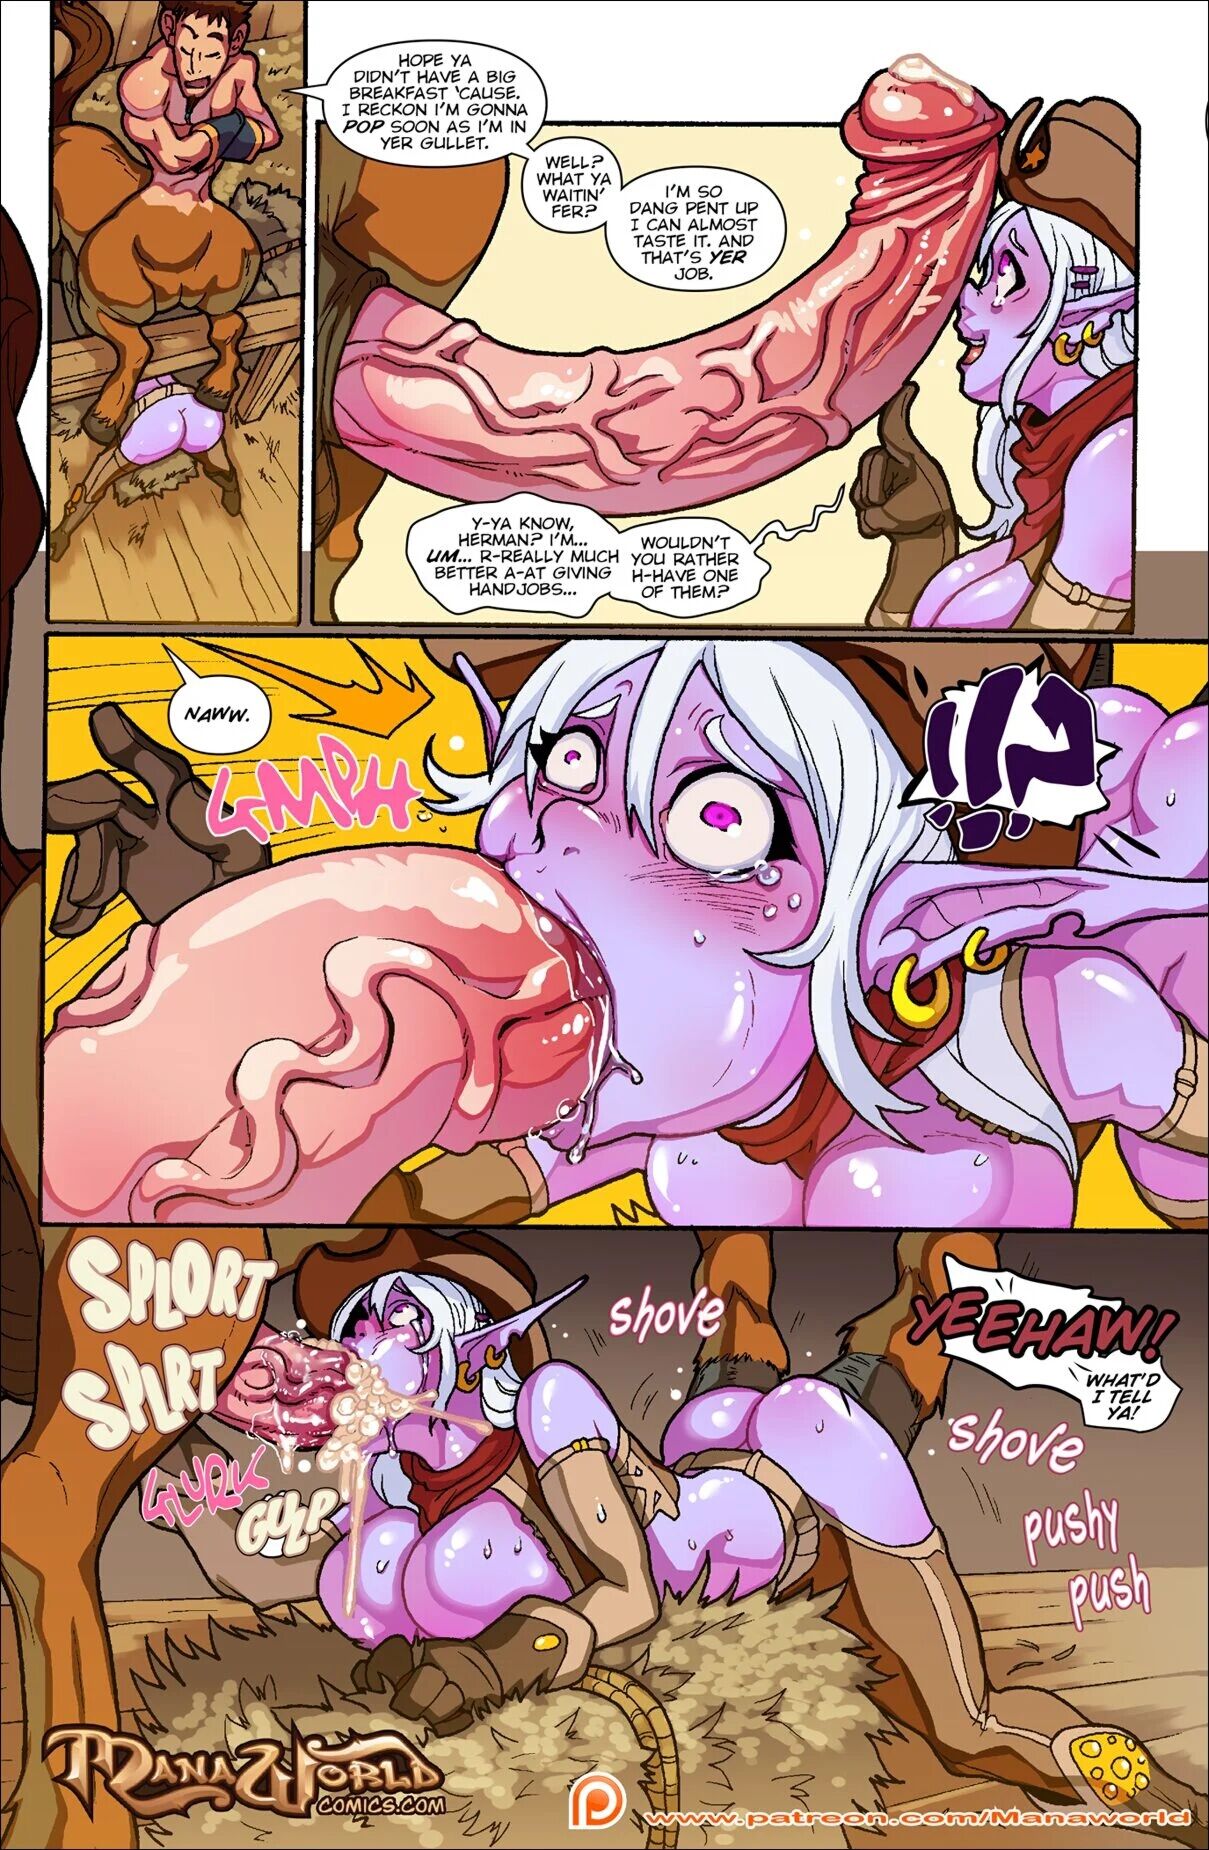 HOPE YA
DIDN'T HAVE A BIG
BREAKFAST 'CAUSE.
I RECKON I'M GONNA
POP SOON AS I'M IN
YER GULLET.
WELL?
WHAT YA
WAITIN'
FER?
I'M SO
DANG PENT UP
I CAN ALMOST
TASTE IT. AND
THAT'S YER
JOB.
Y-YA KNOW,
HERMAN? I'M...
UM... R-REALLY MUCH
BETTER A-AT GIVING
HANDJOBS...
WOULDN'T
YOU RATHER
H-HAVE ONE
OF THEM?
NAWW.
GMPH
?!!
SPLORT
SPLRT
shove
YEEHAW!
WHAT'D
I TELL
YA!
GLURK
GULP
shove
pushy
push
MANA WORLD
COMICS.COM
www.patreon.com/Manaworld